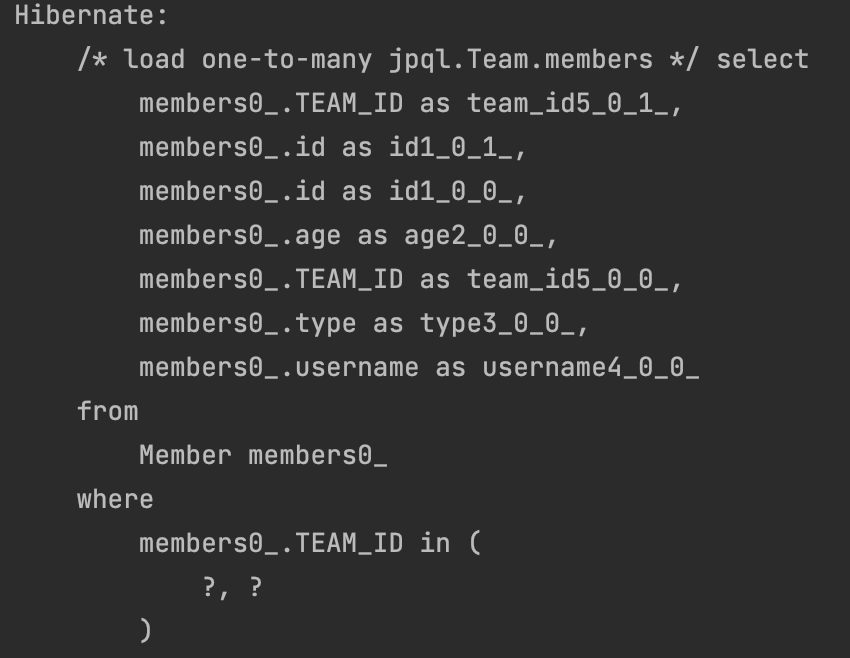 Hibernate:
    /* load one-to-many jpql.Team.members */ select
        members0_.TEAM_ID as team_id5_0_1_,
        members0_.id as id1_0_1_,
        members0_.id as id1_0_0_,
        members0_.age as age2_0_0_,
        members0_.TEAM_ID as team_id5_0_0_,
        members0_.type as type3_0_0_,
        members0_.username as username4_0_0_
    from
        Member members0_
    where
        members0_.TEAM_ID in (
            ?, ?
        )